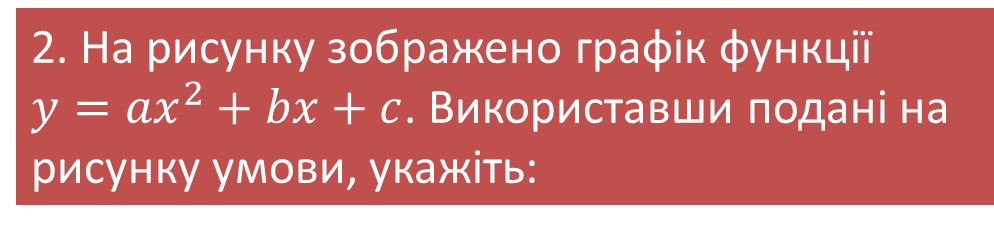 2. На рисунку зображено графік функції
y = ax² + bx + c. Використавши подані на
рисунку умови, укажіть: